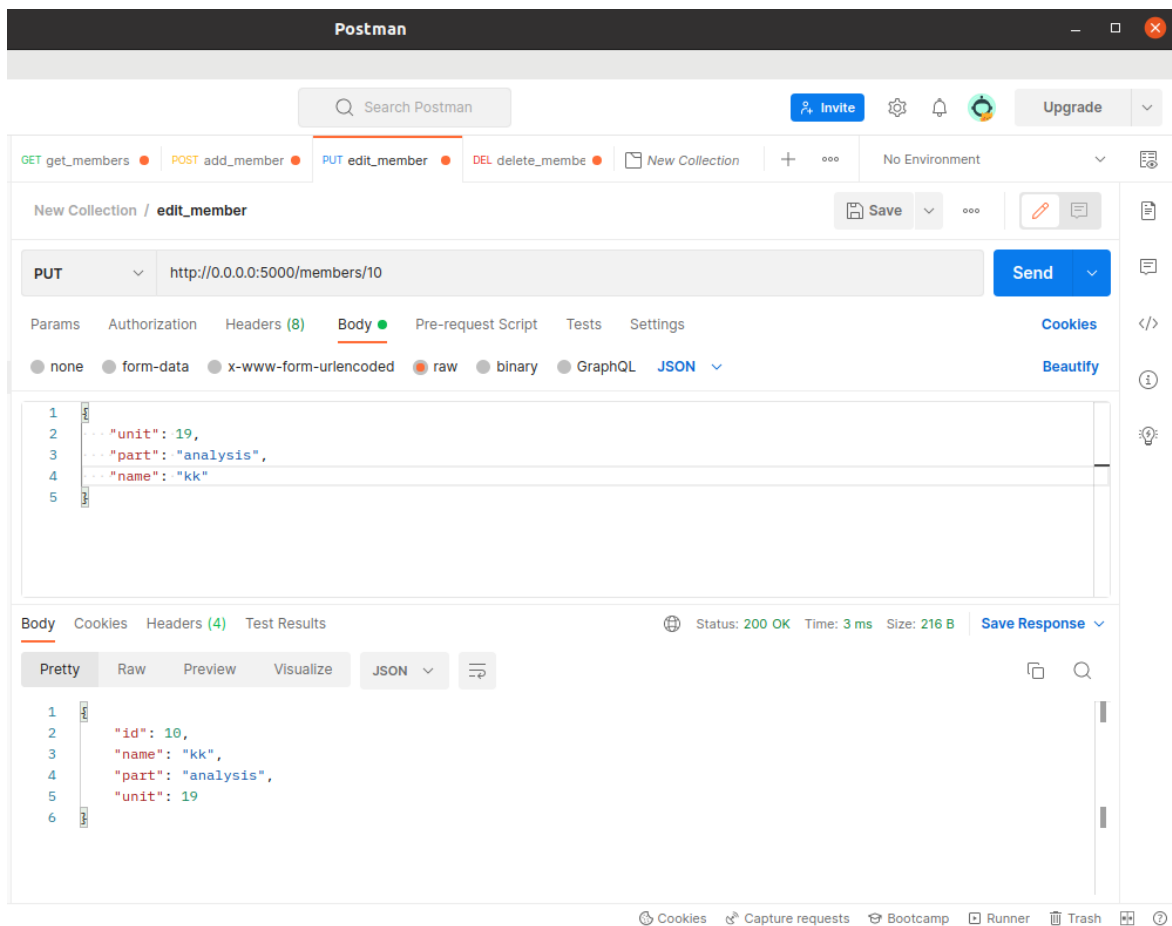 Postman
Search Postman Invite Upgrade
GET get_members POST add_member PUT edit_member DEL delete_membe New Collection No Environment
New Collection / edit_member Save
PUT http://0.0.0.0:5000/members/10 Send
Params Authorization Headers (8) Body Pre-request Script Tests Settings Cookies
none form-data x-www-form-urlencoded raw binary GraphQL JSON Beautify
1 {
2 "unit": 19,
3 "part": "analysis",
4 "name": "kk"
5 }
Body Cookies Headers (4) Test Results Status: 200 OK Time: 3 ms Size: 216 B Save Response
Pretty Raw Preview Visualize JSON
1 {
2 "id": 10,
3 "name": "kk",
4 "part": "analysis",
5 "unit": 19
6 }
Cookies Capture requests Bootcamp Runner Trash